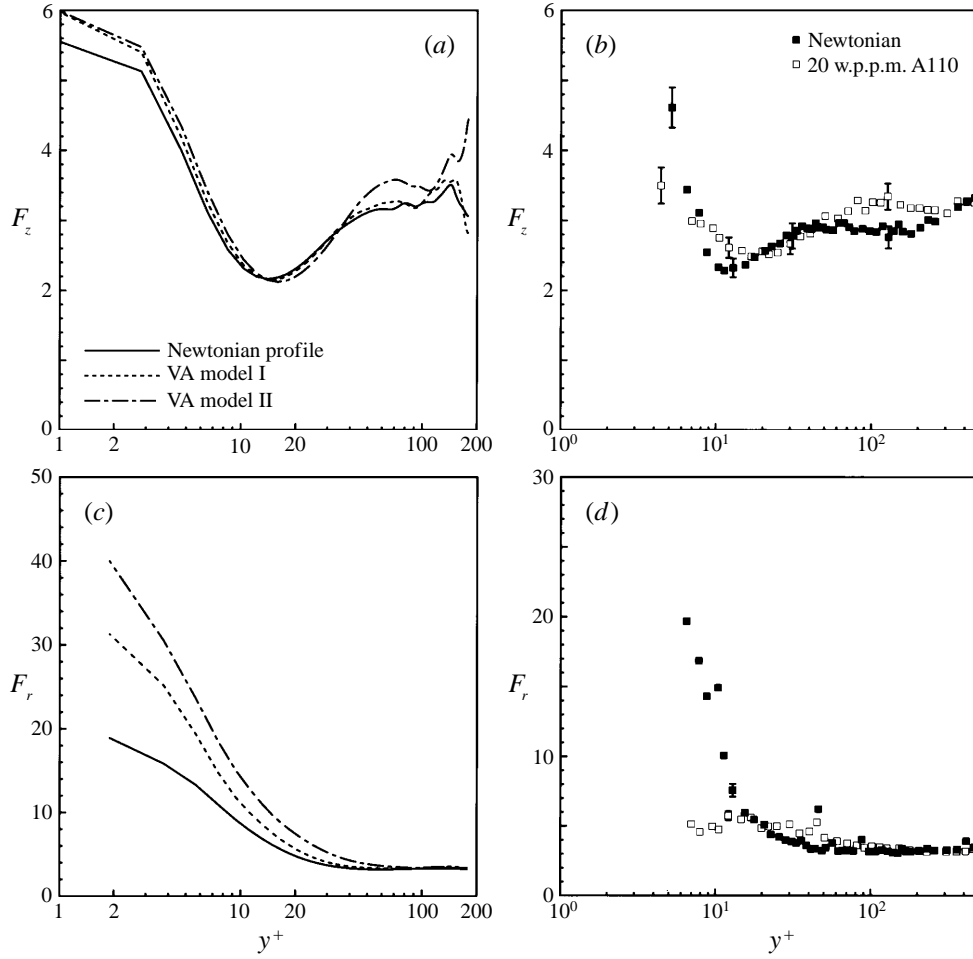 6
4
F_z
2
0
(a)
Newtonian profile
VA model I
VA model II
1
2
10
20
100
200
6
4
F_z
2
0
(b)
Newtonian
20 w.p.p.m. A110
10^0
10^1
10^2
50
40
30
F_r
20
10
0
(c)
1
2
10
20
100
200
y^+
30
20
F_r
10
0
(d)
10^0
10^1
10^2
y^+